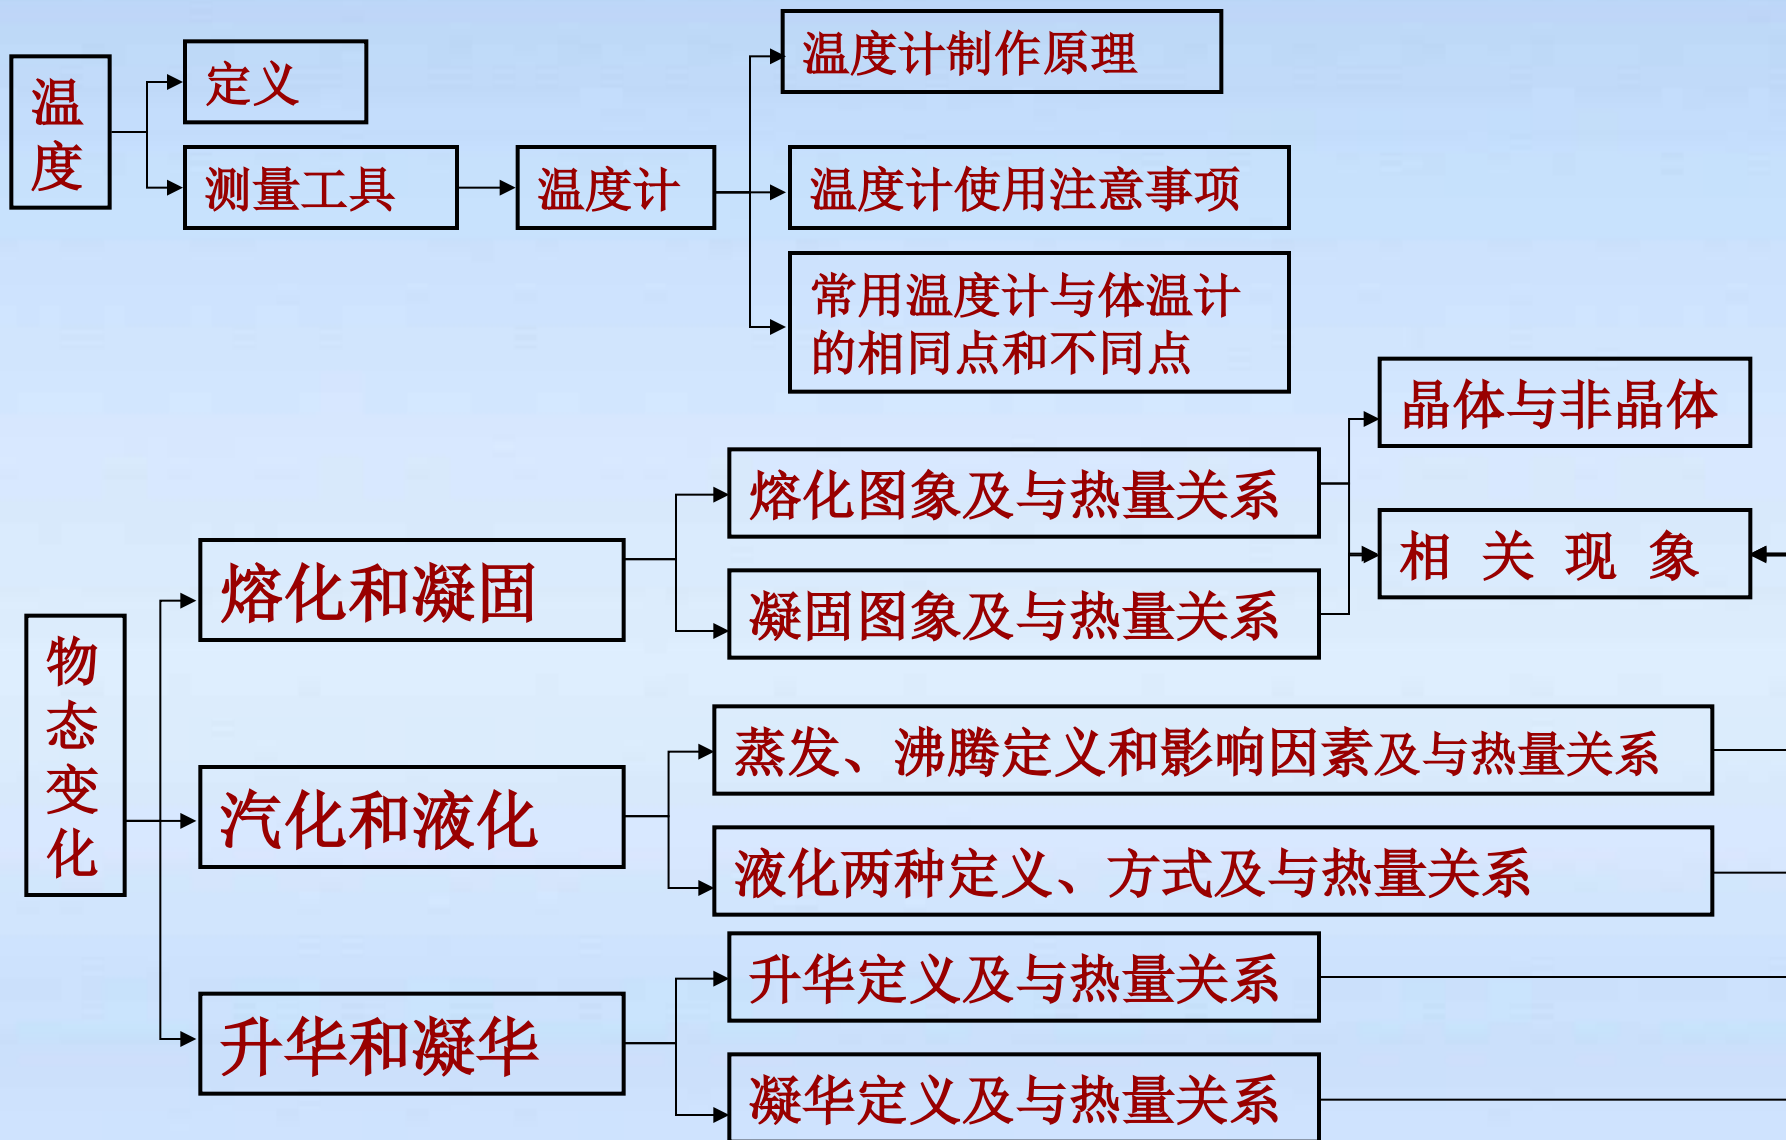 温
度
定义
测量工具
温度计
温度计制作原理
温度计使用注意事项
常用温度计与体温计
的相同点和不同点
物
态
变
化
熔化和凝固
熔化图象及与热量关系
凝固图象及与热量关系
晶体与非晶体
相 关 现 象
汽化和液化
蒸发、沸腾定义和影响因素及与热量关系
液化两种定义、方式及与热量关系
升华和凝华
升华定义及与热量关系
凝华定义及与热量关系